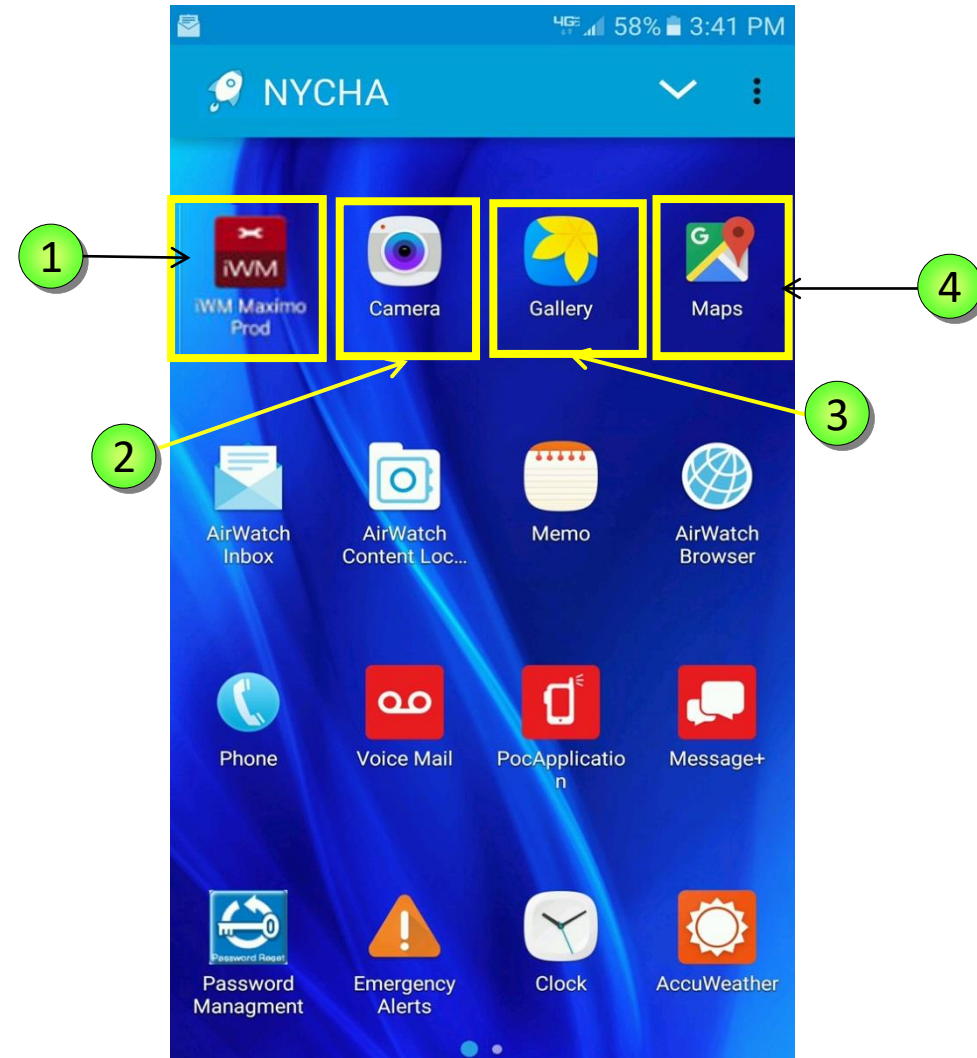 4GE 58% 3:41 PM
NYCHA
1
iWM
iWM Maximo
Prod
Camera
Gallery
G
Maps
4
2
3
AirWatch
Inbox
AirWatch
Content Loc...
Memo
AirWatch
Browser
Phone
Voice Mail
PocApplicatio
n
Message+
Password Reset
Password
Managment
Emergency
Alerts
Clock
AccuWeather